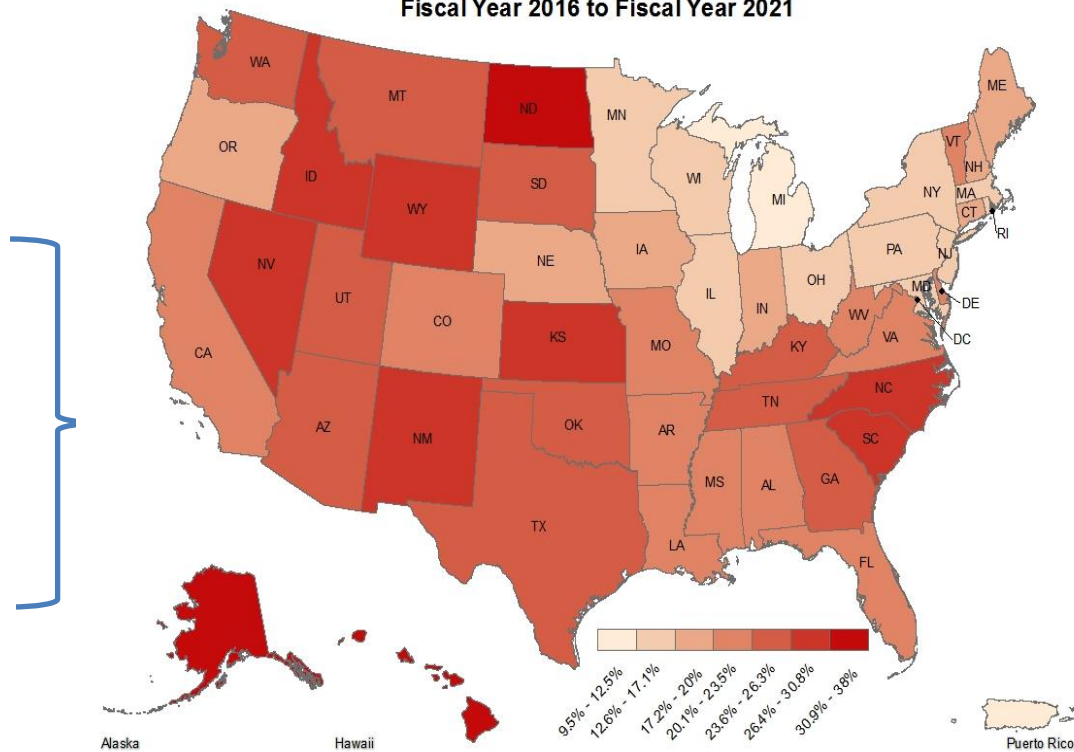 Fiscal Year 2016 to Fiscal Year 2021
WA
MT
ND
MN
ME
OR
ID
WY
SD
WI
MI
VT
NH
NY
MA
CT
RI
NV
UT
CO
NE
IA
IL
IN
OH
PA
NJ
MD
DE
DC
CA
KS
MO
WV
VA
KY
AZ
NM
OK
AR
TN
NC
SC
TX
LA
MS
AL
GA
FL
9.5% - 12.5%
12.6% - 17.1%
17.2% - 20%
20.1% - 23.5%
23.6% - 26.3%
26.4% - 30.8%
30.9% - 38%
Alaska
Hawaii
Puerto Rico